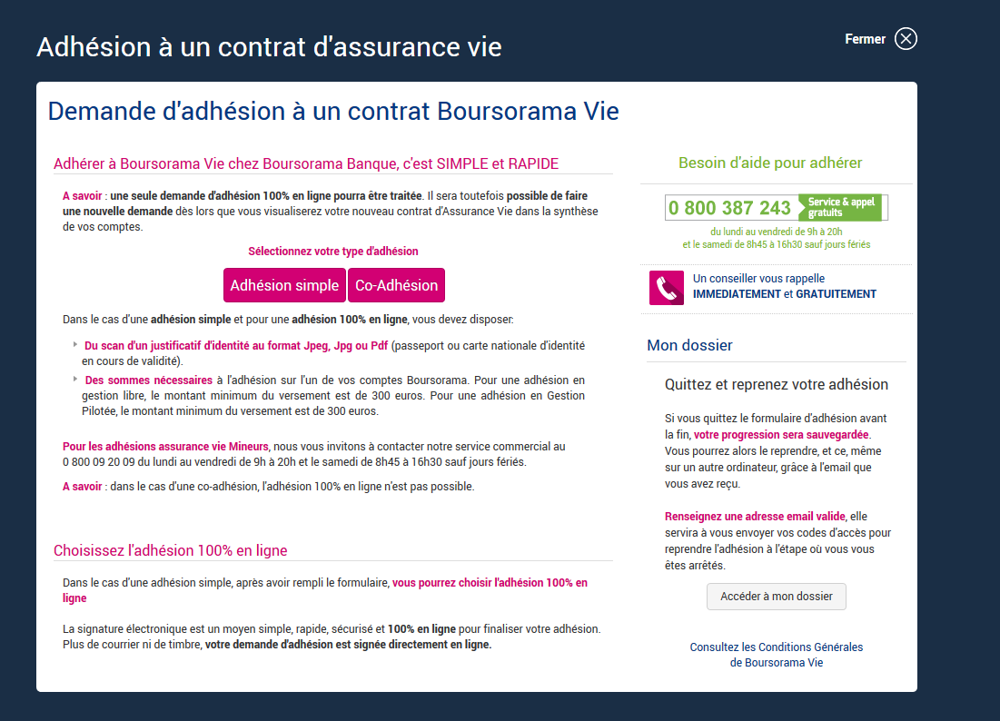 Adhésion à un contrat d'assurance vie
Fermer
Demande d'adhésion à un contrat Boursorama Vie
Adhérer à Boursorama Vie chez Boursorama Banque, c'est SIMPLE et RAPIDE
A savoir : une seule demande d'adhésion 100% en ligne pourra être traitée. Il sera toutefois possible de faire
une nouvelle demande dès lors que vous visualiserez votre nouveau contrat d'Assurance Vie dans la synthèse
de vos comptes.
Sélectionnez votre type d'adhésion
Adhésion simple
Co-Adhésion
Dans le cas d'une adhésion simple et pour une adhésion 100% en ligne, vous devez disposer:
Du scan d'un justificatif d'identité au format Jpeg, Jpg ou Pdf (passeport ou carte nationale d'identité
en cours de validité).
Des sommes nécessaires à l'adhésion sur l'un de vos comptes Boursorama. Pour une adhésion en
gestion libre, le montant minimum du versement est de 300 euros. Pour une adhésion en Gestion
Pilotée, le montant minimum du versement est de 300 euros.
Pour les adhésions assurance vie Mineurs, nous vous invitons à contacter notre service commercial au
0 800 09 20 09 du lundi au vendredi de 9h à 20h et le samedi de 8h45 à 16h30 sauf jours fériés.
A savoir : dans le cas d'une co-adhésion, l'adhésion 100% en ligne n'est pas possible.
Choisissez l'adhésion 100% en ligne
Dans le cas d'une adhésion simple, après avoir rempli le formulaire, vous pourrez choisir l'adhésion 100% en
ligne
La signature électronique est un moyen simple, rapide, sécurisé et 100% en ligne pour finaliser votre adhésion.
Plus de courrier ni de timbre, votre demande d'adhésion est signée directement en ligne.
Besoin d'aide pour adhérer
0 800 387 243
Service & appel
gratuits
du lundi au vendredi de 9h à 20h
et le samedi de 8h45 à 16h30 sauf jours fériés
Un conseiller vous rappelle
IMMEDIATEMENT et GRATUITEMENT
Mon dossier
Quittez et reprenez votre adhésion
Si vous quittez le formulaire d'adhésion avant
la fin, votre progression sera sauvegardée.
Vous pourrez alors le reprendre, et ce, même
sur un autre ordinateur, grâce à l'email que
vous avez reçu.
Renseignez une adresse email valide, elle
servira à vous envoyer vos codes d'accès pour
reprendre l'adhésion à l'étape où vous vous
êtes arrêtés.
Accéder à mon dossier
Consultez les Conditions Générales
de Boursorama Vie